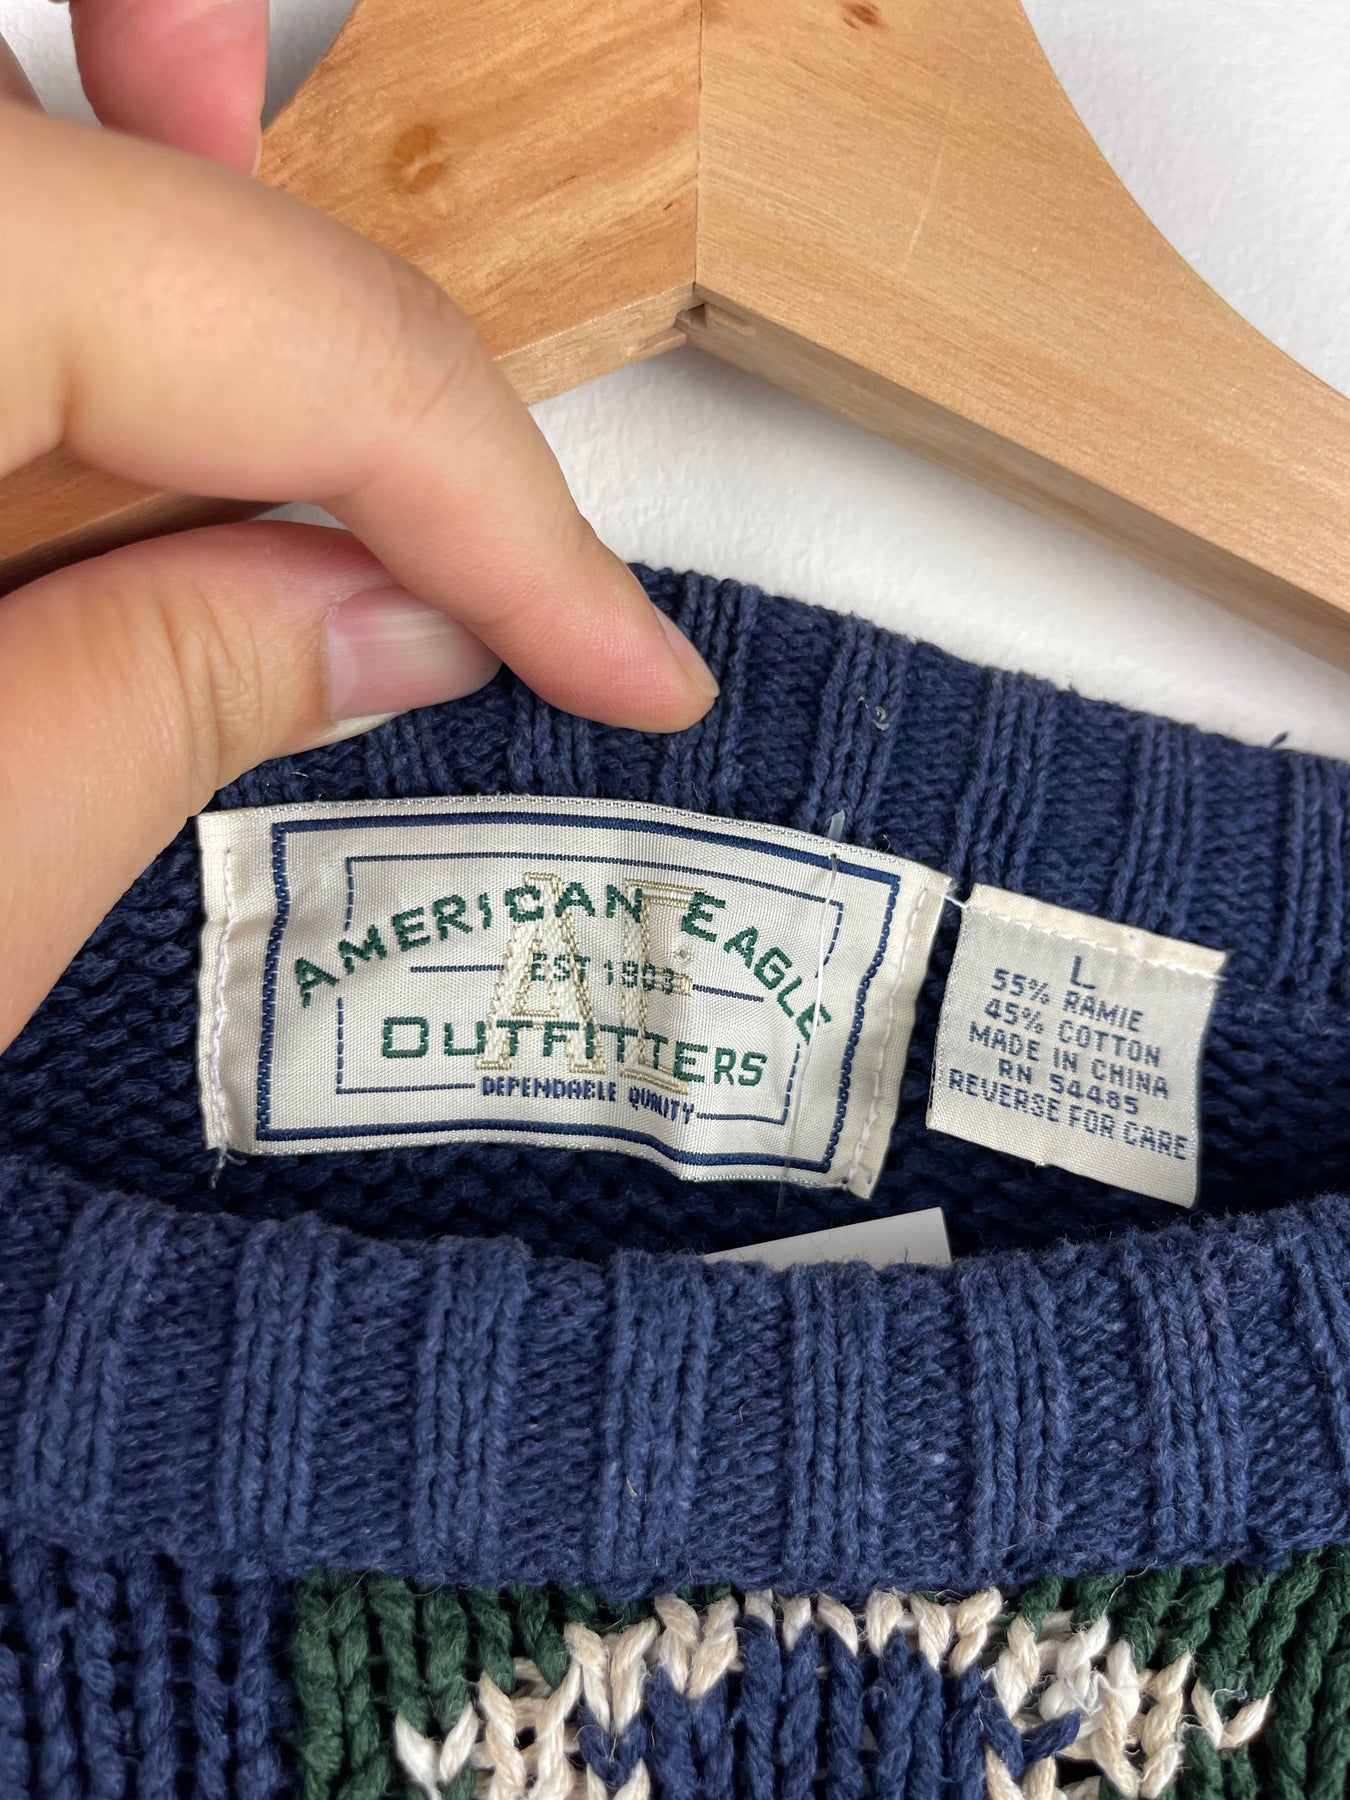 AMERICAN EAGLE
AE
EST 1903
OUTFITTERS
DEPENDABLE QUALITY
L
55% RAMIE
45% COTTON
MADE IN CHINA
RN 54485
REVERSE FOR CARE